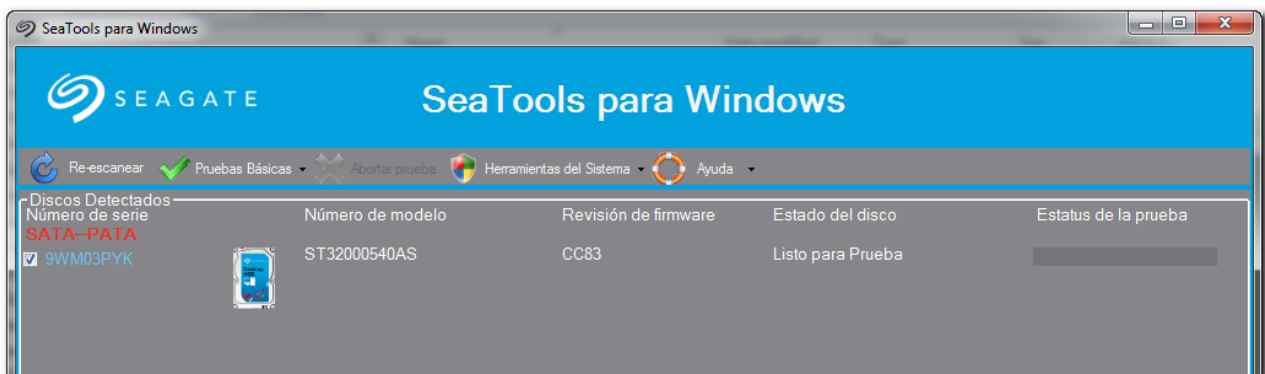 SeaTools para Windows
SEAGATE
SeaTools para Windows
Re-escanear Pruebas Básicas Abortar prueba Herramientas del Sistema Ayuda
Discos Detectados
Número de serie Número de modelo Revisión de firmware Estado del disco Estatus de la prueba
SATA--PATA
9WM03PYK ST32000540AS CC83 Listo para Prueba